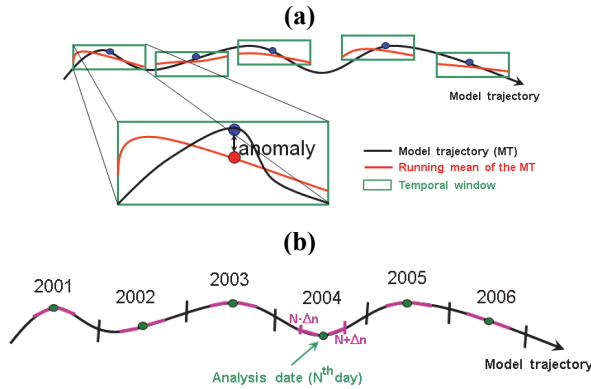 (a)
Model trajectory
anomaly
Model trajectory (MT)
Running mean of the MT
Temporal window
(b)
2001
2002
2003
2004
2005
2006
N-Δn
N+Δn
Analysis date (Nth day)
Model trajectory